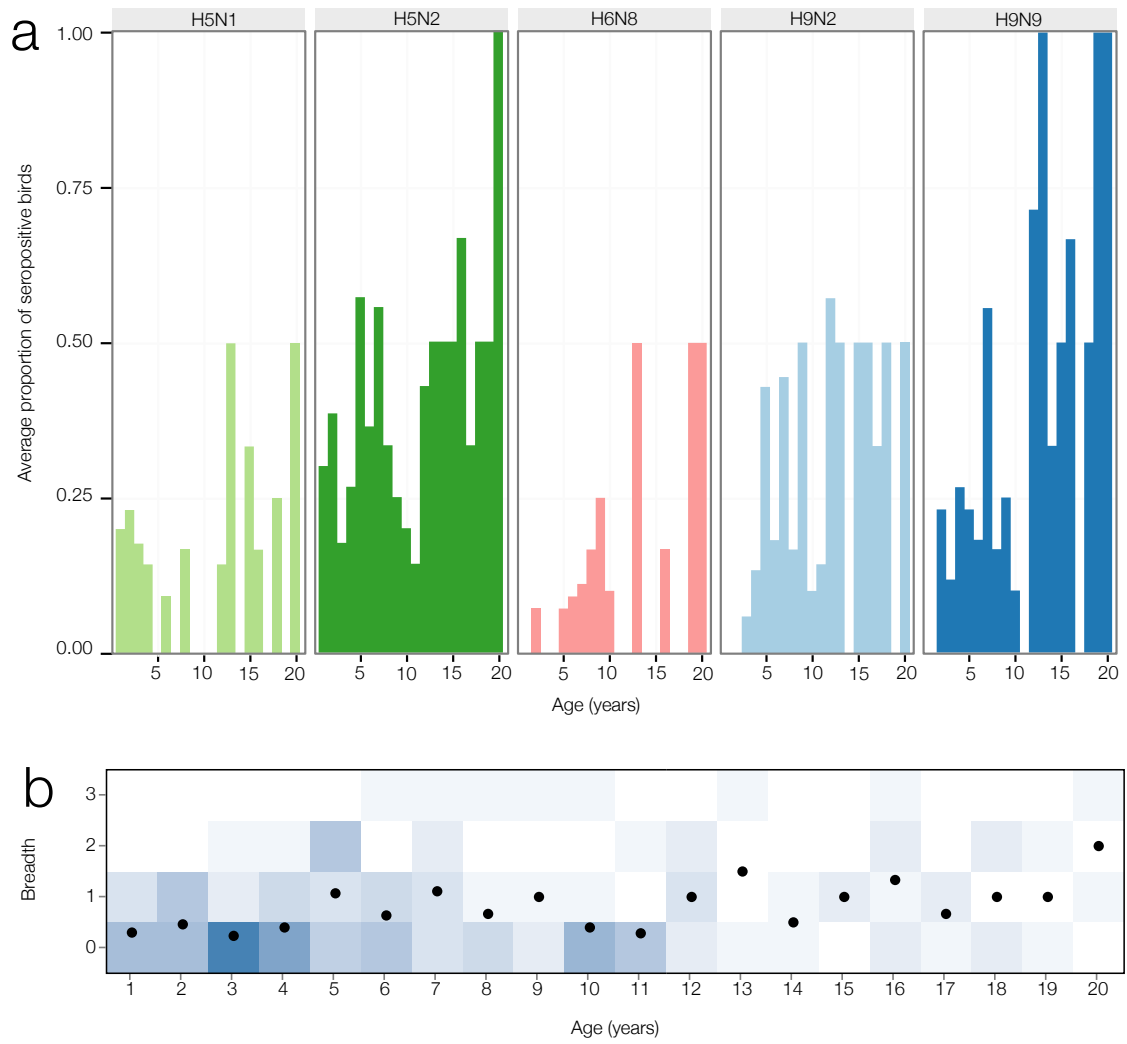 a
H5N1 H5N2 H6N8 H9N2 H9N9
1.00
0.75
0.50
0.25
0.00
Average proportion of seropositive birds
5 10 15 20 5 10 15 20 5 10 15 20 5 10 15 20 5 10 15 20
Age (years)
b
3
2
1
0
Breadth
1 2 3 4 5 6 7 8 9 10 11 12 13 14 15 16 17 18 19 20
Age (years)